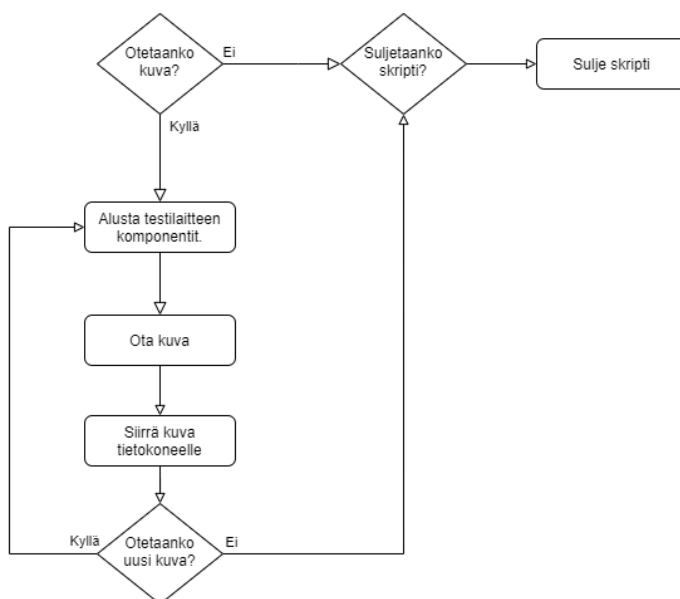 Otetaanko
kuva?
Ei
Suljetaanko
skripti?
Sulje skripti
Kyllä
Alusta testilaitteen
komponentit.
Ota kuva
Siirrä kuva
tietokoneelle
Kyllä
Otetaanko
uusi kuva?
Ei